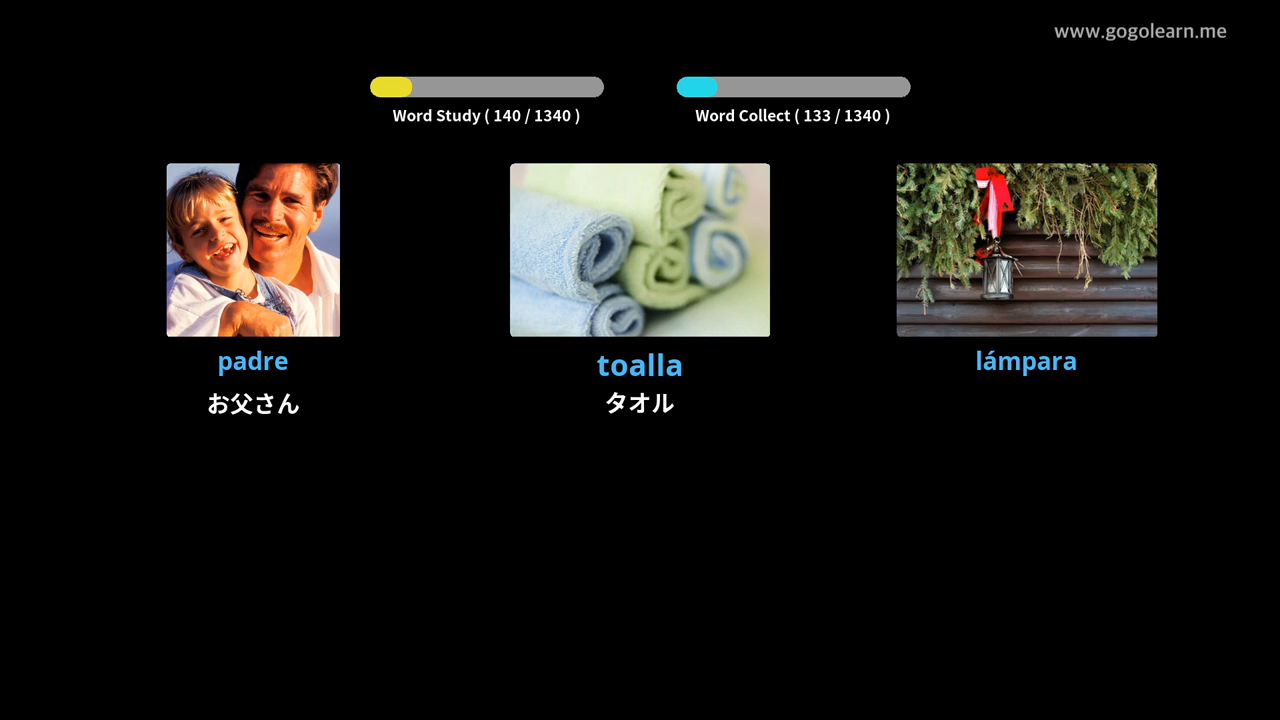 www.gogolearn.me
Word Study ( 140 / 1340 )
Word Collect ( 133 / 1340 )
padre
お父さん
toalla
タオル
lámpara